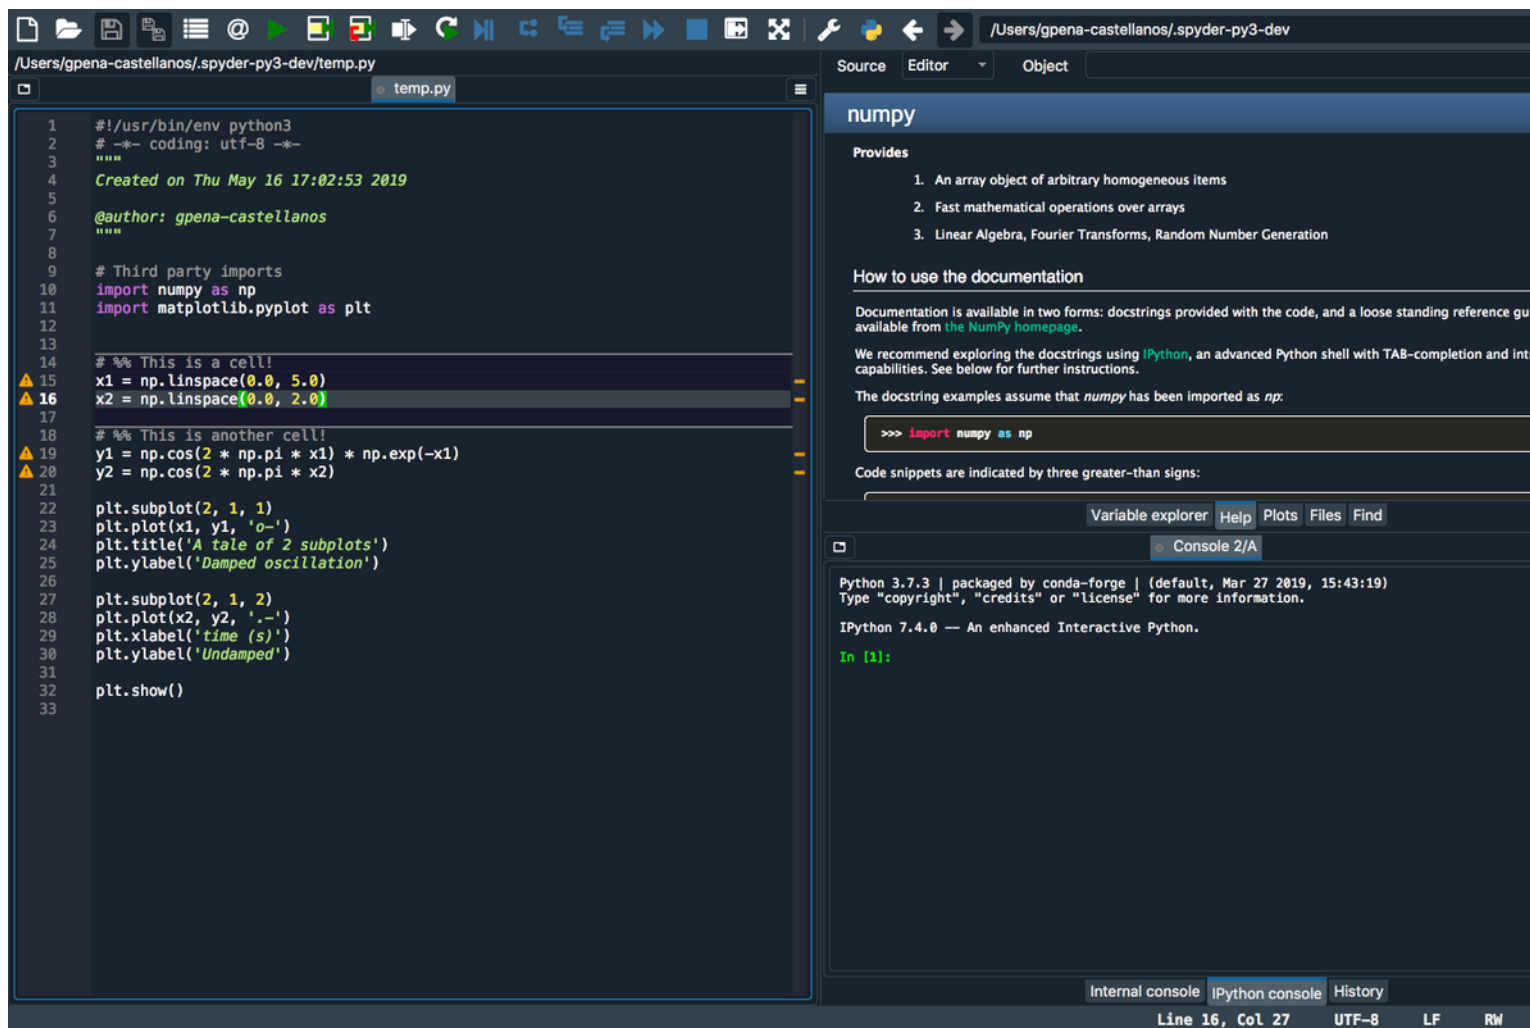 /Users/gpena-castellanos/.spyder-py3-dev
/Users/gpena-castellanos/.spyder-py3-dev/temp.py
temp.py
1 #!/usr/bin/env python3
2 # -*- coding: utf-8 -*-
3 """
4 Created on Thu May 16 17:02:53 2019
5
6 @author: gpena-castellanos
7 """
8
9 # Third party imports
10 import numpy as np
11 import matplotlib.pyplot as plt
12
13
14 # %% This is a cell!
15 x1 = np.linspace(0.0, 5.0)
16 x2 = np.linspace(0.0, 2.0)
17
18 # %% This is another cell!
19 y1 = np.cos(2 * np.pi * x1) * np.exp(-x1)
20 y2 = np.cos(2 * np.pi * x2)
21
22 plt.subplot(2, 1, 1)
23 plt.plot(x1, y1, 'o-')
24 plt.title('A tale of 2 subplots')
25 plt.ylabel('Damped oscillation')
26
27 plt.subplot(2, 1, 2)
28 plt.plot(x2, y2, '.-')
29 plt.xlabel('time (s)')
30 plt.ylabel('Undamped')
31
32 plt.show()
33
Source Editor Object
numpy
Provides
1. An array object of arbitrary homogeneous items
2. Fast mathematical operations over arrays
3. Linear Algebra, Fourier Transforms, Random Number Generation
How to use the documentation
Documentation is available in two forms: docstrings provided with the code, and a loose standing reference gu
available from the NumPy homepage.
We recommend exploring the docstrings using IPython, an advanced Python shell with TAB-completion and int
capabilities. See below for further instructions.
The docstring examples assume that numpy has been imported as np:
>>> import numpy as np
Code snippets are indicated by three greater-than signs:
Variable explorer Help Plots Files Find
Console 2/A
Python 3.7.3 | packaged by conda-forge | (default, Mar 27 2019, 15:43:19)
Type "copyright", "credits" or "license" for more information.
IPython 7.4.0 -- An enhanced Interactive Python.
In [1]:
Internal console IPython console History
Line 16, Col 27 UTF-8 LF RW